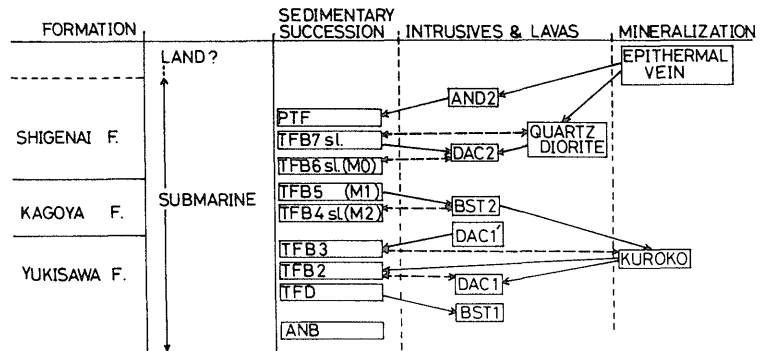 FORMATION
SEDIMENTARY
SUCCESSION
INTRUSIVES & LAVAS
MINERALIZATION
LAND?
EPITHERMAL
VEIN
AND2
PTF
SHIGENAI F.
TFB7 sl.
QUARTZ
DIORITE
DAC2
TFB6 sl.(M0)
SUBMARINE
TFB5 (M1)
BST2
KAGOYA F.
TFB4 sl(M2)
DAC1'
TFB3
KUROKO
YUKISAWA F.
TFB2
DAC1
TFD
BST1
ANB